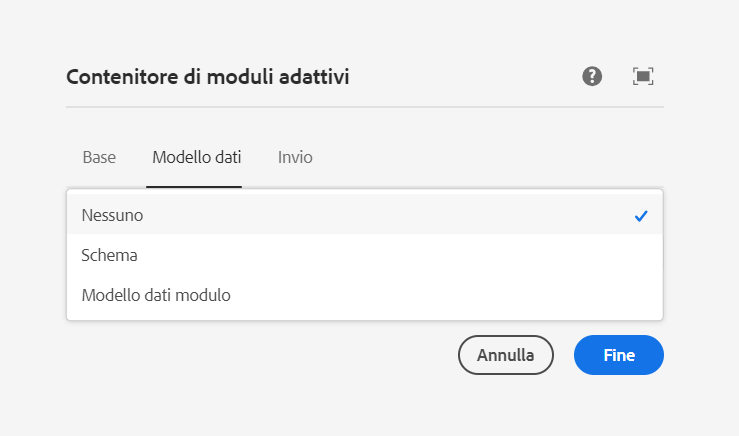 Contenitore di moduli adattivi
Base Modello dati Invio
Nessuno
Schema
Modello dati modulo
Annulla Fine